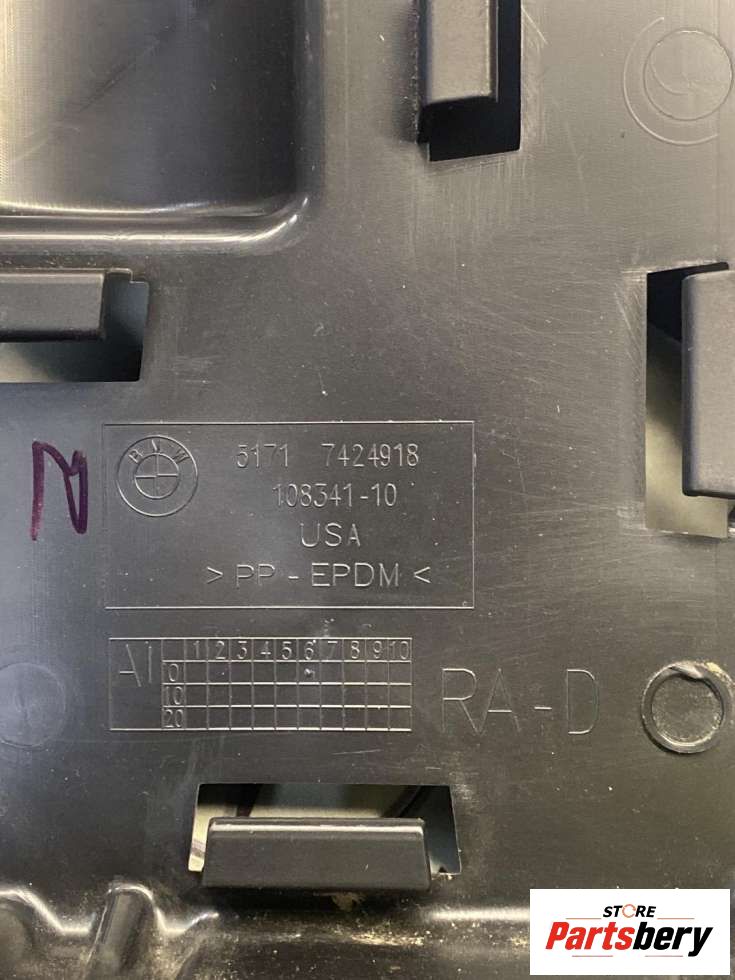 BMW
5171 7424918
108341-10
USA
> PP - EPDM <
AI
1 2 3 4 5 6 7 8 9 10
0
10
20
RA-D
N
STORE
Partsbery